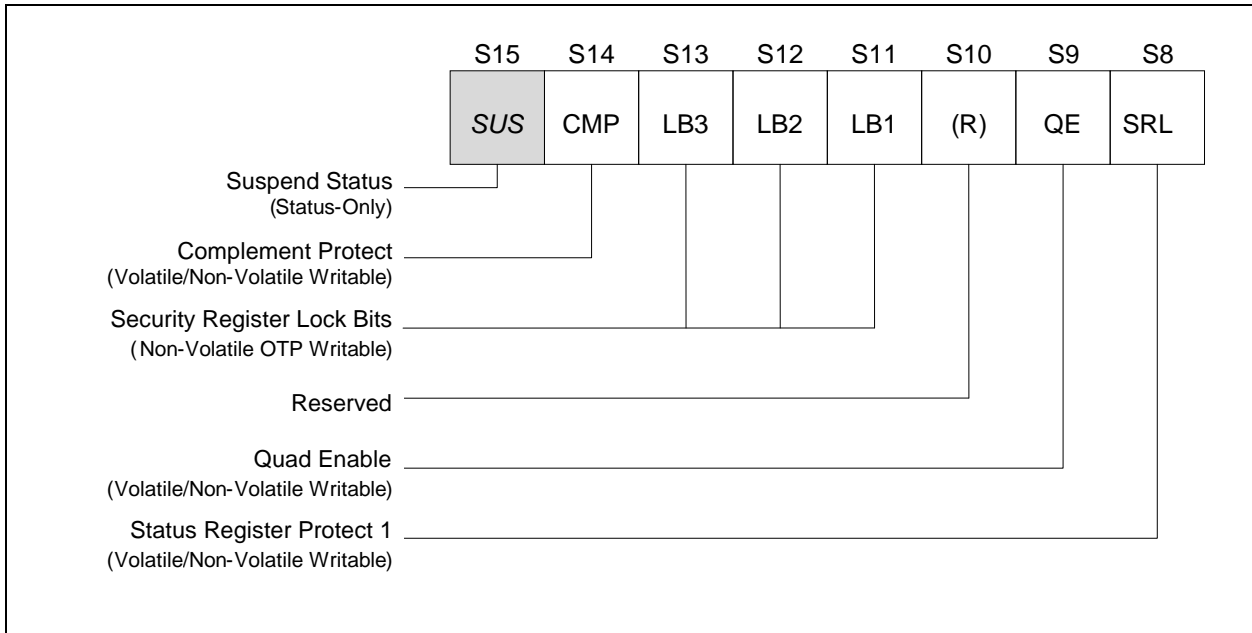 S15 S14 S13 S12 S11 S10 S9 S8
SUS CMP LB3 LB2 LB1 (R) QE SRL
Suspend Status
(Status-Only)
Complement Protect
(Volatile/Non-Volatile Writable)
Security Register Lock Bits
(Non-Volatile OTP Writable)
Reserved
Quad Enable
(Volatile/Non-Volatile Writable)
Status Register Protect 1
(Volatile/Non-Volatile Writable)